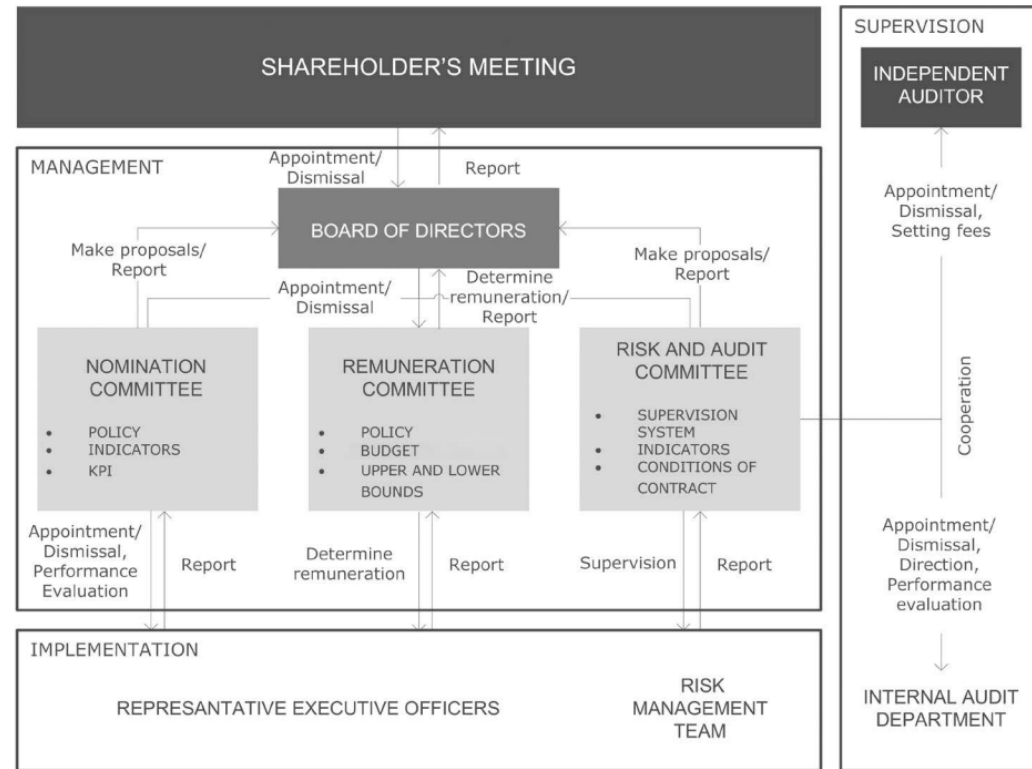 SHAREHOLDER'S MEETING
SUPERVISION
INDEPENDENT
AUDITOR
MANAGEMENT
Appointment/
Dismissal
Report
BOARD OF DIRECTORS
Make proposals/
Report
Appointment/
Dismissal
Determine
remuneration/
Report
Make proposals/
Report
Appointment/
Dismissal,
Setting fees
NOMINATION
COMMITTEE
• POLICY
• INDICATORS
• KPI
REMUNERATION
COMMITTEE
• POLICY
• BUDGET
• UPPER AND LOWER
BOUNDS
RISK AND AUDIT
COMMITTEE
• SUPERVISION
SYSTEM
• INDICATORS
• CONDITIONS OF
CONTRACT
Cooperation
Appointment/
Dismissal,
Performance
Evaluation
Report
Determine
remuneration
Report
Supervision
Report
Appointment/
Dismissal,
Direction,
Performance
evaluation
IMPLEMENTATION
REPRESANTATIVE EXECUTIVE OFFICERS
RISK
MANAGEMENT
TEAM
INTERNAL AUDIT
DEPARTMENT